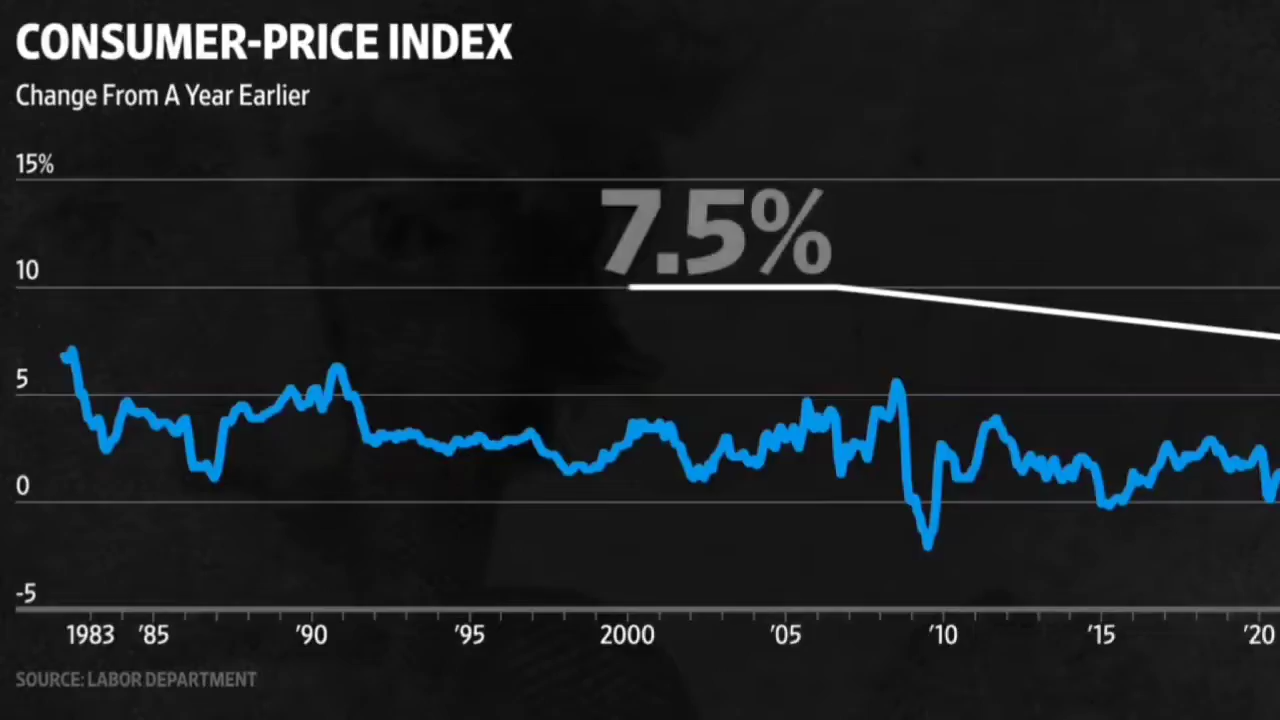 CONSUMER-PRICE INDEX
Change From A Year Earlier
15%
7.5%
10
5
0
-5
1983 '85 '90 '95 2000 '05 '10 '15 '20
SOURCE: LABOR DEPARTMENT